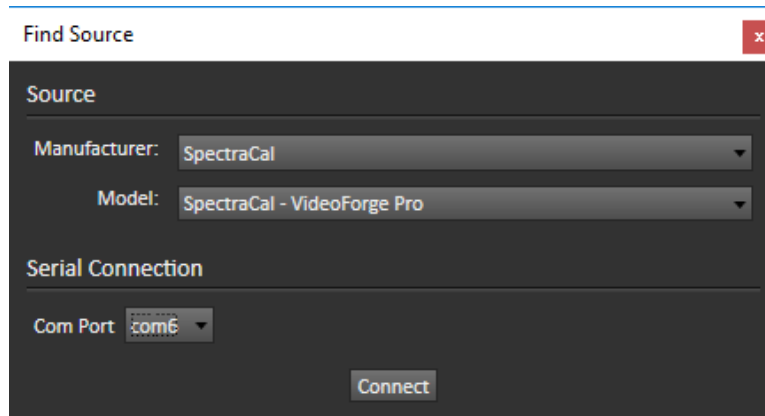 Find Source
x
Source
Manufacturer: SpectraCal
Model: SpectraCal - VideoForge Pro
Serial Connection
Com Port com6
Connect